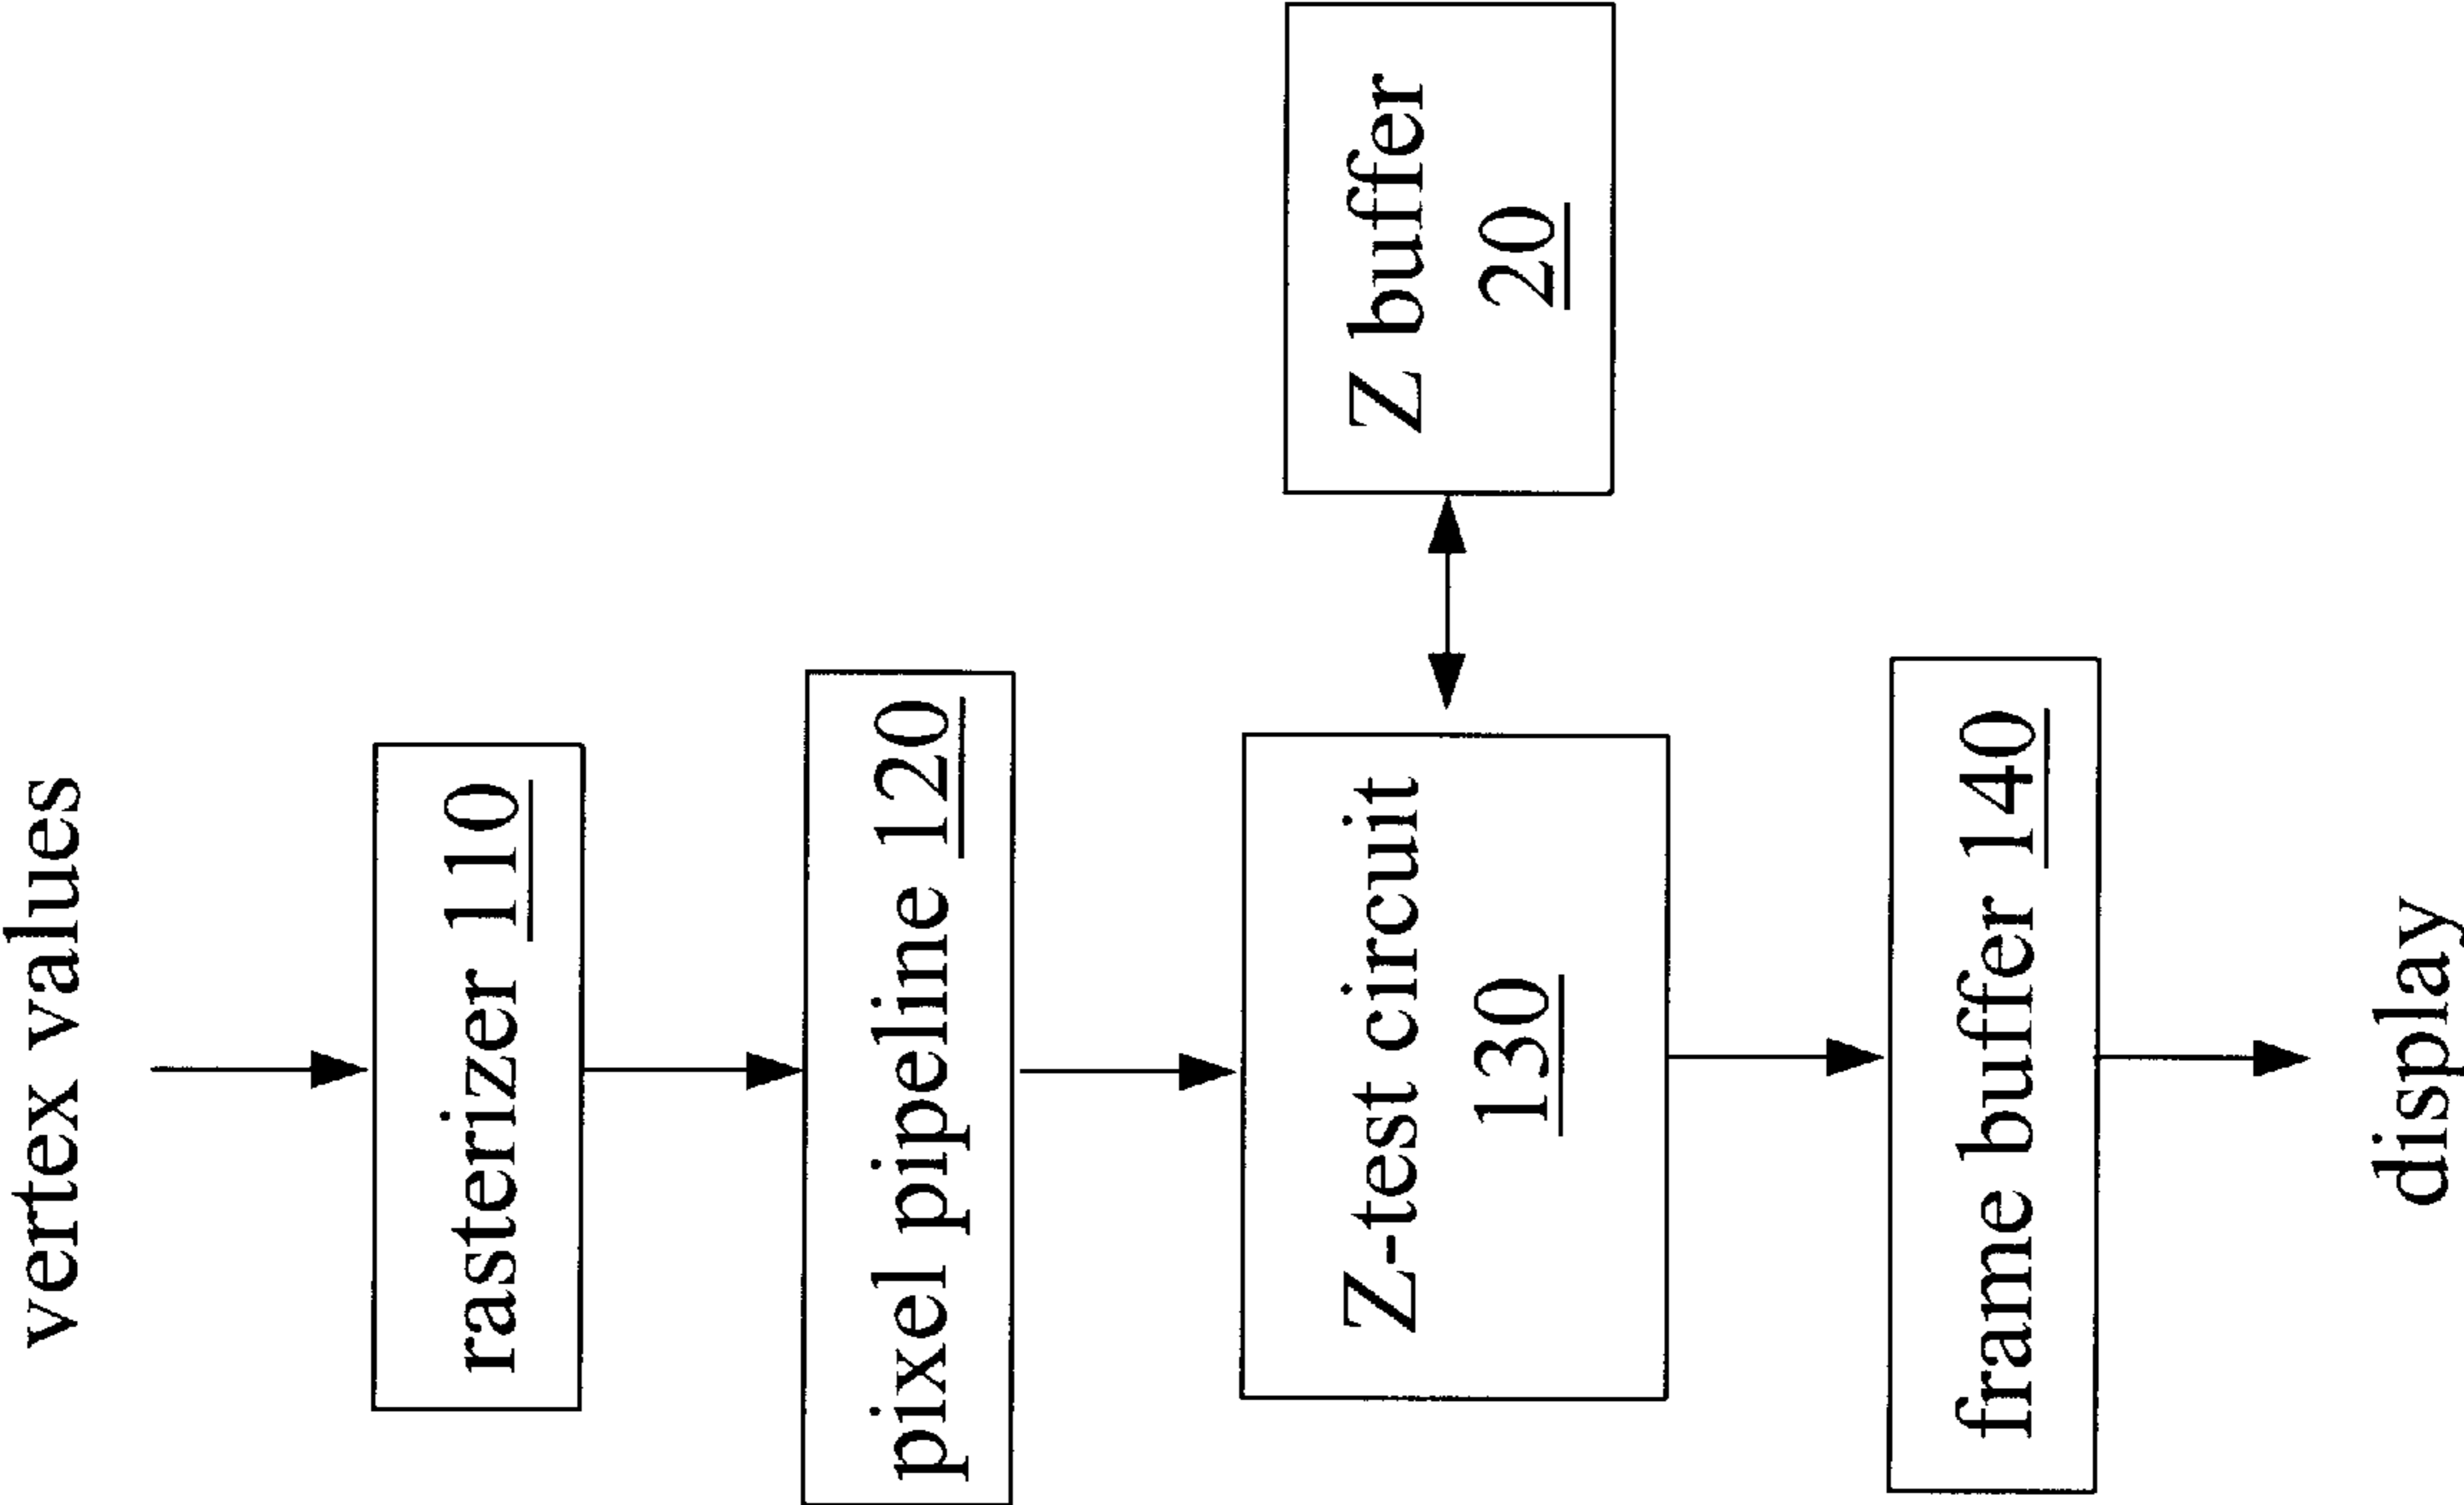 vertex values
rasterizer 110
pixel pipeline 120
Z-test circuit
130
Z buffer
20
frame buffer 140
display